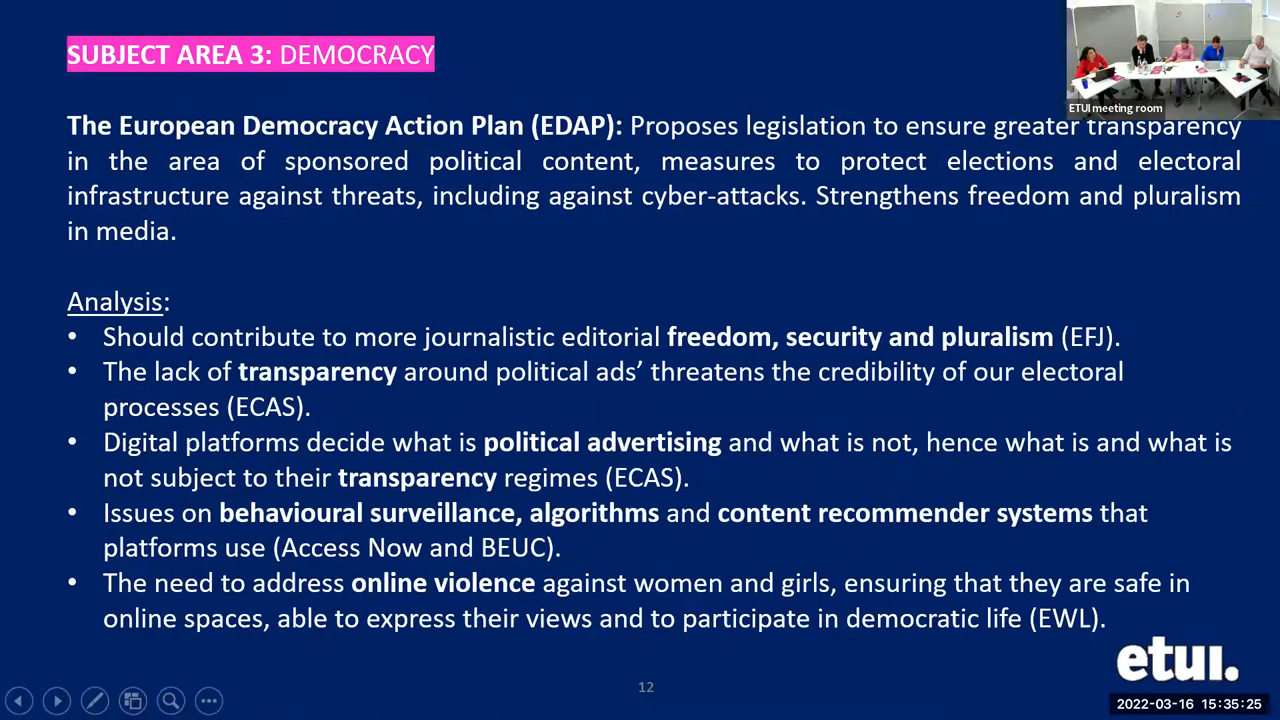 SUBJECT AREA 3: DEMOCRACY
ETUI meeting room
The European Democracy Action Plan (EDAP): Proposes legislation to ensure greater transparency
in the area of sponsored political content, measures to protect elections and electoral
infrastructure against threats, including against cyber-attacks. Strengthens freedom and pluralism
in media.
Analysis:
• Should contribute to more journalistic editorial freedom, security and pluralism (EFJ).
• The lack of transparency around political ads’ threatens the credibility of our electoral
processes (ECAS).
• Digital platforms decide what is political advertising and what is not, hence what is and what is
not subject to their transparency regimes (ECAS).
• Issues on behavioural surveillance, algorithms and content recommender systems that
platforms use (Access Now and BEUC).
• The need to address online violence against women and girls, ensuring that they are safe in
online spaces, able to express their views and to participate in democratic life (EWL).
etui.
12
2022-03-16 15:35:25